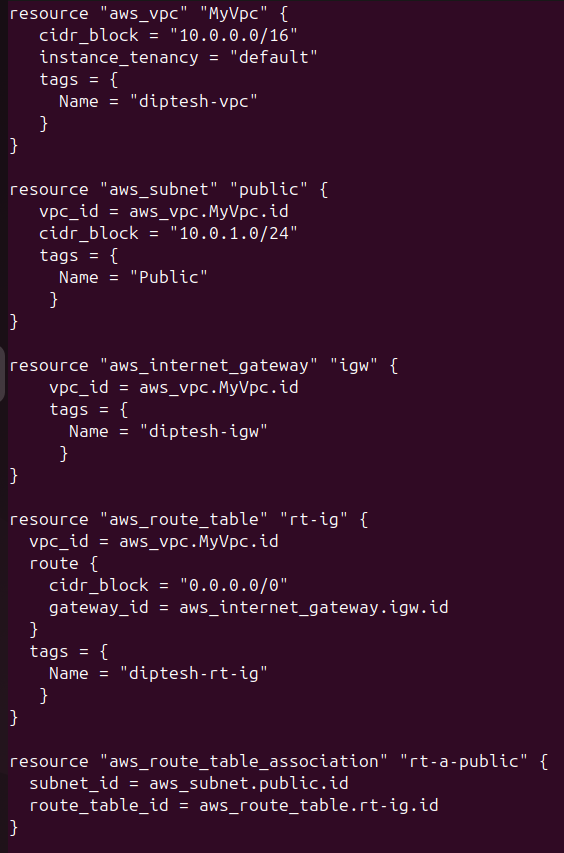 resource "aws_vpc" "MyVpc" {
   cidr_block = "10.0.0.0/16"
   instance_tenancy = "default"
   tags = {
     Name = "diptesh-vpc"
   }
}

resource "aws_subnet" "public" {
   vpc_id = aws_vpc.MyVpc.id
   cidr_block = "10.0.1.0/24"
   tags = {
     Name = "Public"
    }
}

resource "aws_internet_gateway" "igw" {
    vpc_id = aws_vpc.MyVpc.id
    tags = {
      Name = "diptesh-igw"
     }
}

resource "aws_route_table" "rt-ig" {
  vpc_id = aws_vpc.MyVpc.id
  route {
    cidr_block = "0.0.0.0/0"
    gateway_id = aws_internet_gateway.igw.id
  }
  tags = {
    Name = "diptesh-rt-ig"
   }
}

resource "aws_route_table_association" "rt-a-public" {
  subnet_id = aws_subnet.public.id
  route_table_id = aws_route_table.rt-ig.id
}